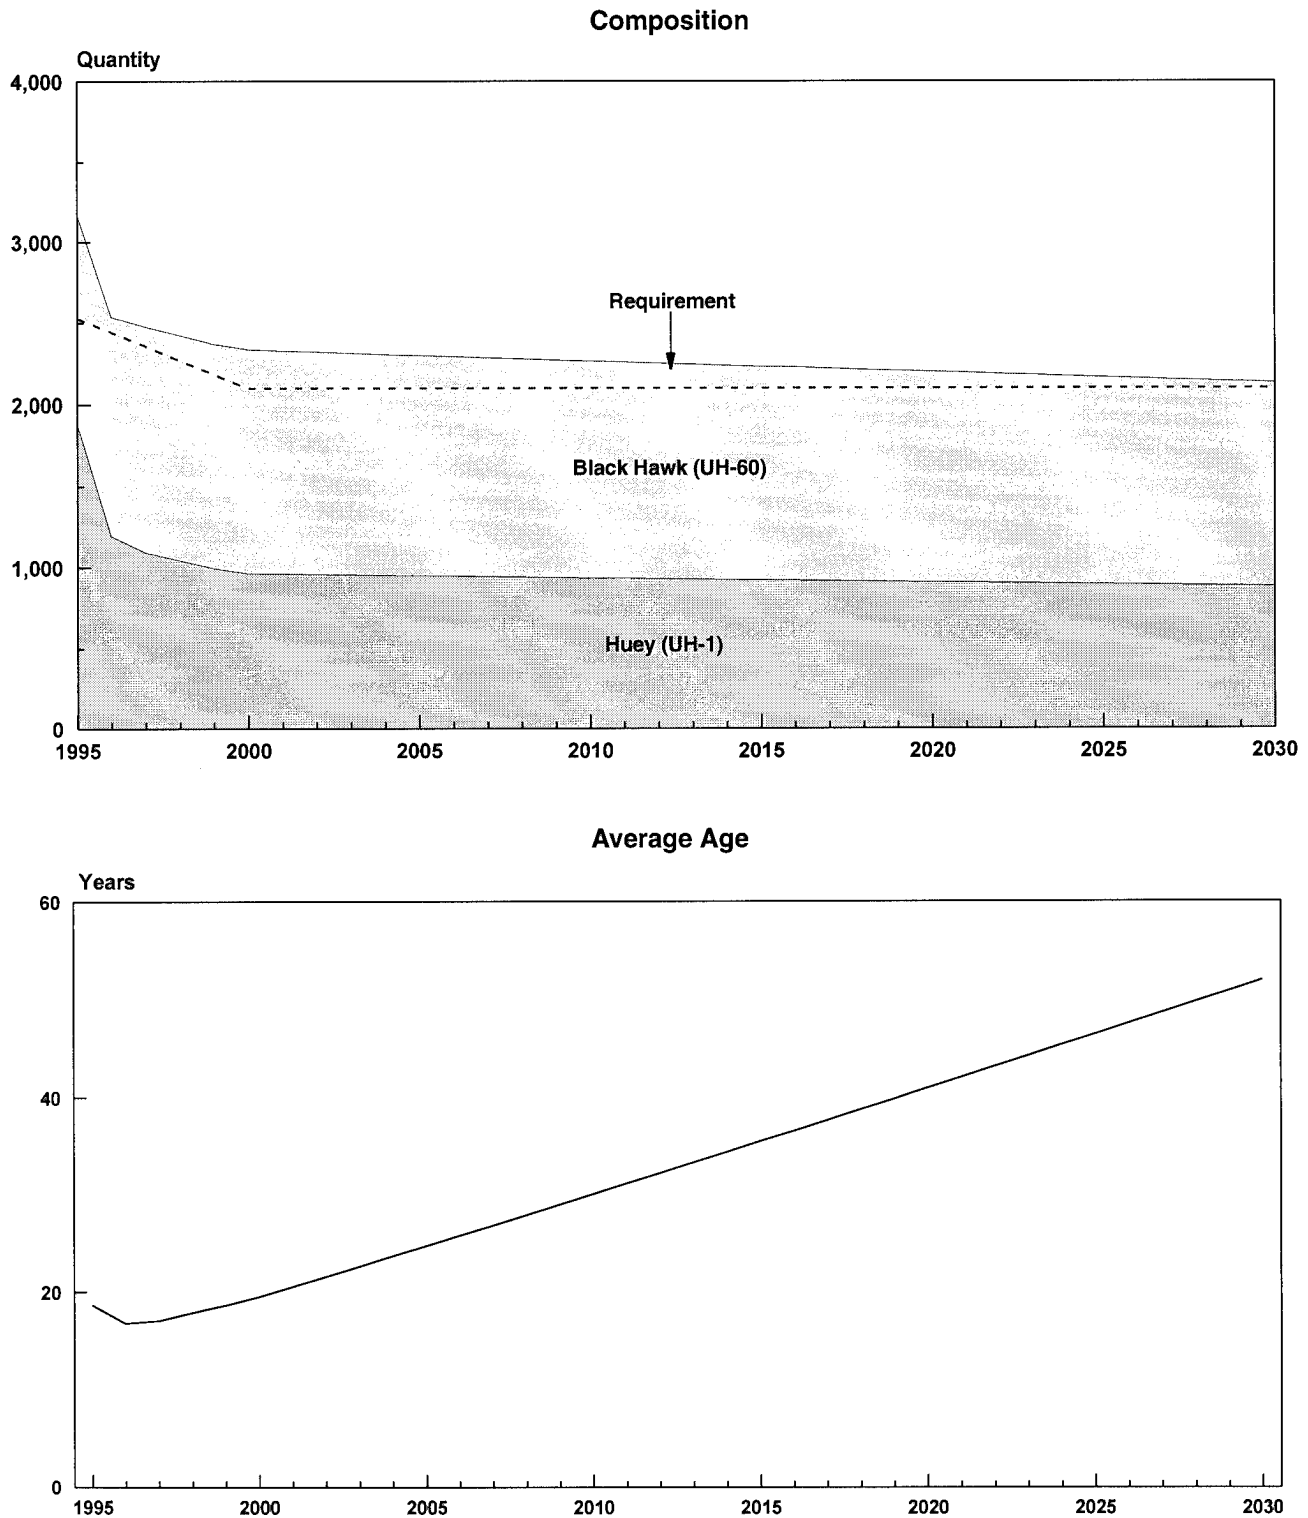 Composition
Quantity
4,000
3,000
Requirement
2,000
Black Hawk (UH-60)
1,000
Huey (UH-1)
0
1995 2000 2005 2010 2015 2020 2025 2030
Average Age
Years
60
40
20
0
1995 2000 2005 2010 2015 2020 2025 2030